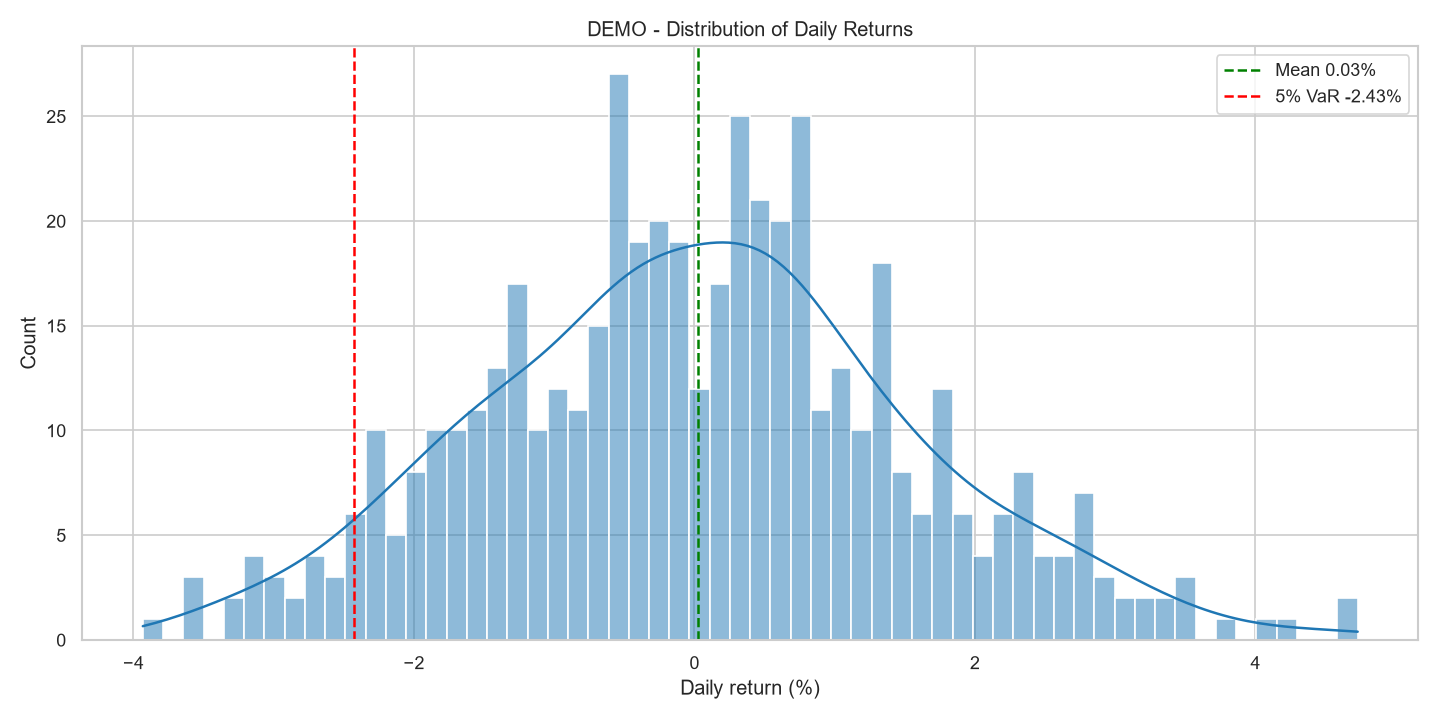 DEMO - Distribution of Daily Returns
Mean 0.03%
5% VaR -2.43%
Count
25
20
15
10
5
0
−4
−2
0
2
4
Daily return (%)